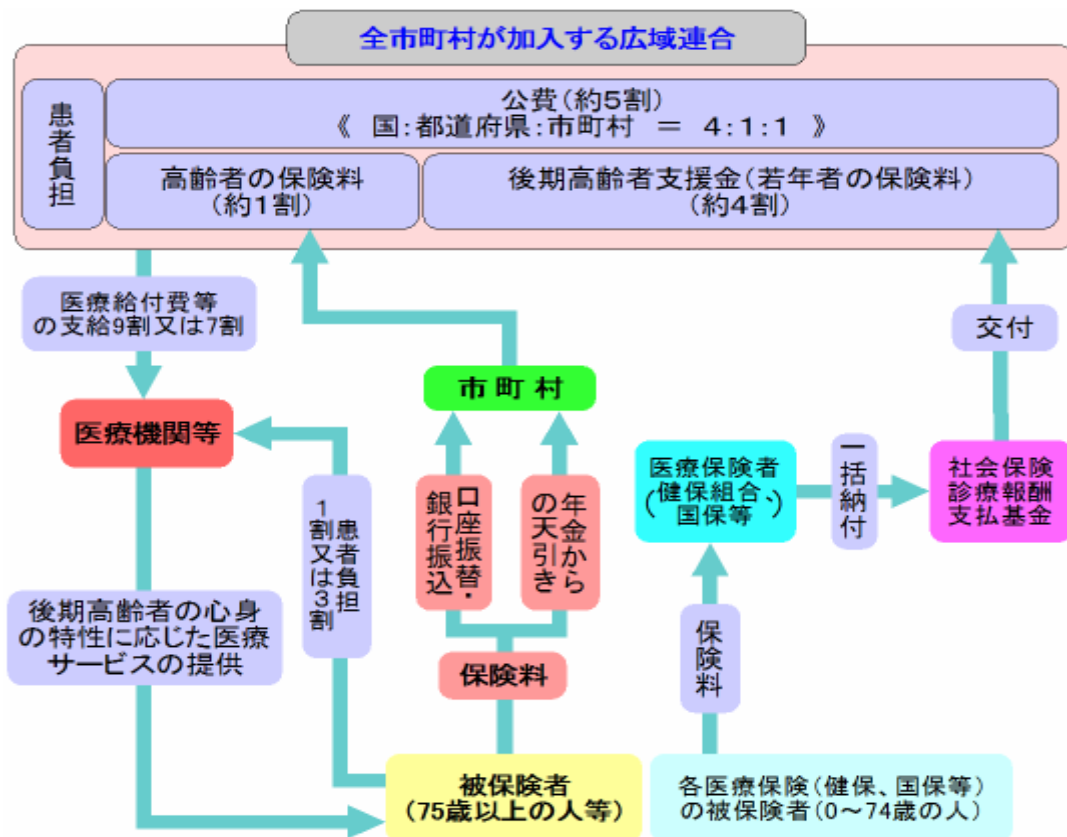 全市町村が加入する広域連合
患者負担
公費(約5割)
《 国:都道府県:市町村 = 4:1:1 》
高齢者の保険料
(約1割)
後期高齢者支援金(若年者の保険料)
(約4割)
医療給付費等
の支給9割又は7割
交付
市町村
医療機関等
医療保険者
(健保組合、
国保等 )
一括納付
社会保険
診療報酬
支払基金
患者負担
1割又は3割
口座振替・
銀行振込
年金から
の天引き
後期高齢者の心身
の特性に応じた医療
サービスの提供
保険料
保険料
被保険者
(75歳以上の人等)
各医療保険(健保、国保等)
の被保険者(0～74歳の人)